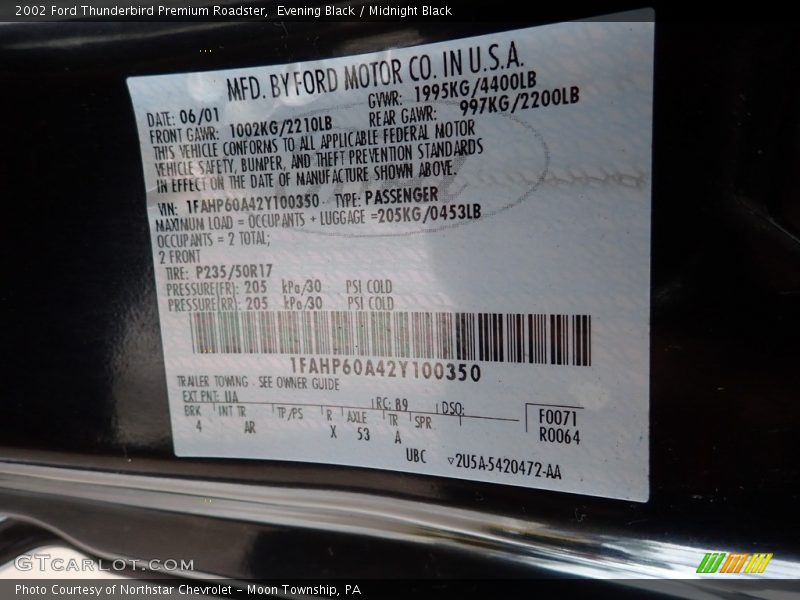 2002 Ford Thunderbird Premium Roadster,  Evening Black / Midnight Black
MFD. BY FORD MOTOR CO. IN U.S.A.
DATE: 06/01 GVWR: 1995KG/4400LB
FRONT GAWR: 1002KG/2210LB REAR GAWR: 997KG/2200LB
THIS VEHICLE CONFORMS TO ALL APPLICABLE FEDERAL MOTOR
VEHICLE SAFETY, BUMPER, AND THEFT PREVENTION STANDARDS
IN EFFECT ON THE DATE OF MANUFACTURE SHOWN ABOVE.
VIN: 1FAHP60A42Y100350 TYPE: PASSENGER
MAXIMUM LOAD = OCCUPANTS + LUGGAGE =205KG/0453LB
OCCUPANTS = 2 TOTAL;
2 FRONT
TIRE: P235/50R17
PRESSURE(FR): 205 kPa/30 PSI COLD
PRESSURE(RR): 205 kPa/30 PSI COLD
1FAHP60A42Y100350
TRAILER TOWING - SEE OWNER GUIDE
EXT PNT: UA RC: 89 DSO:
BRK INT TR TP/PS R AXLE TR SPR F0071
4 AR X 53 A R0064
UBC ▽2U5A-5420472-AA
GTCARLOT.COM
Photo Courtesy of Northstar Chevrolet – Moon Township, PA